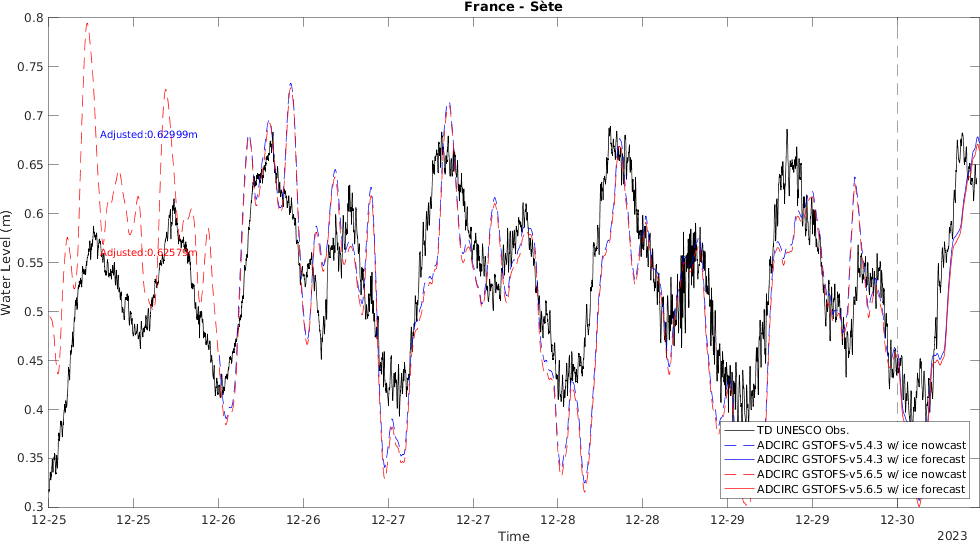 France - Sète
0.8
0.75
0.7
0.65
0.6
0.55
0.5
0.45
0.4
0.35
0.3
Water Level (m)
Adjusted:0.62999m
Adjusted:0.62579m
TD UNESCO Obs.
ADCIRC GSTOFS-v5.4.3 w/ ice nowcast
ADCIRC GSTOFS-v5.4.3 w/ ice forecast
ADCIRC GSTOFS-v5.6.5 w/ ice nowcast
ADCIRC GSTOFS-v5.6.5 w/ ice forecast
12-25 12-25 12-26 12-26 12-27 12-27 12-28 12-28 12-29 12-29 12-30
Time
2023